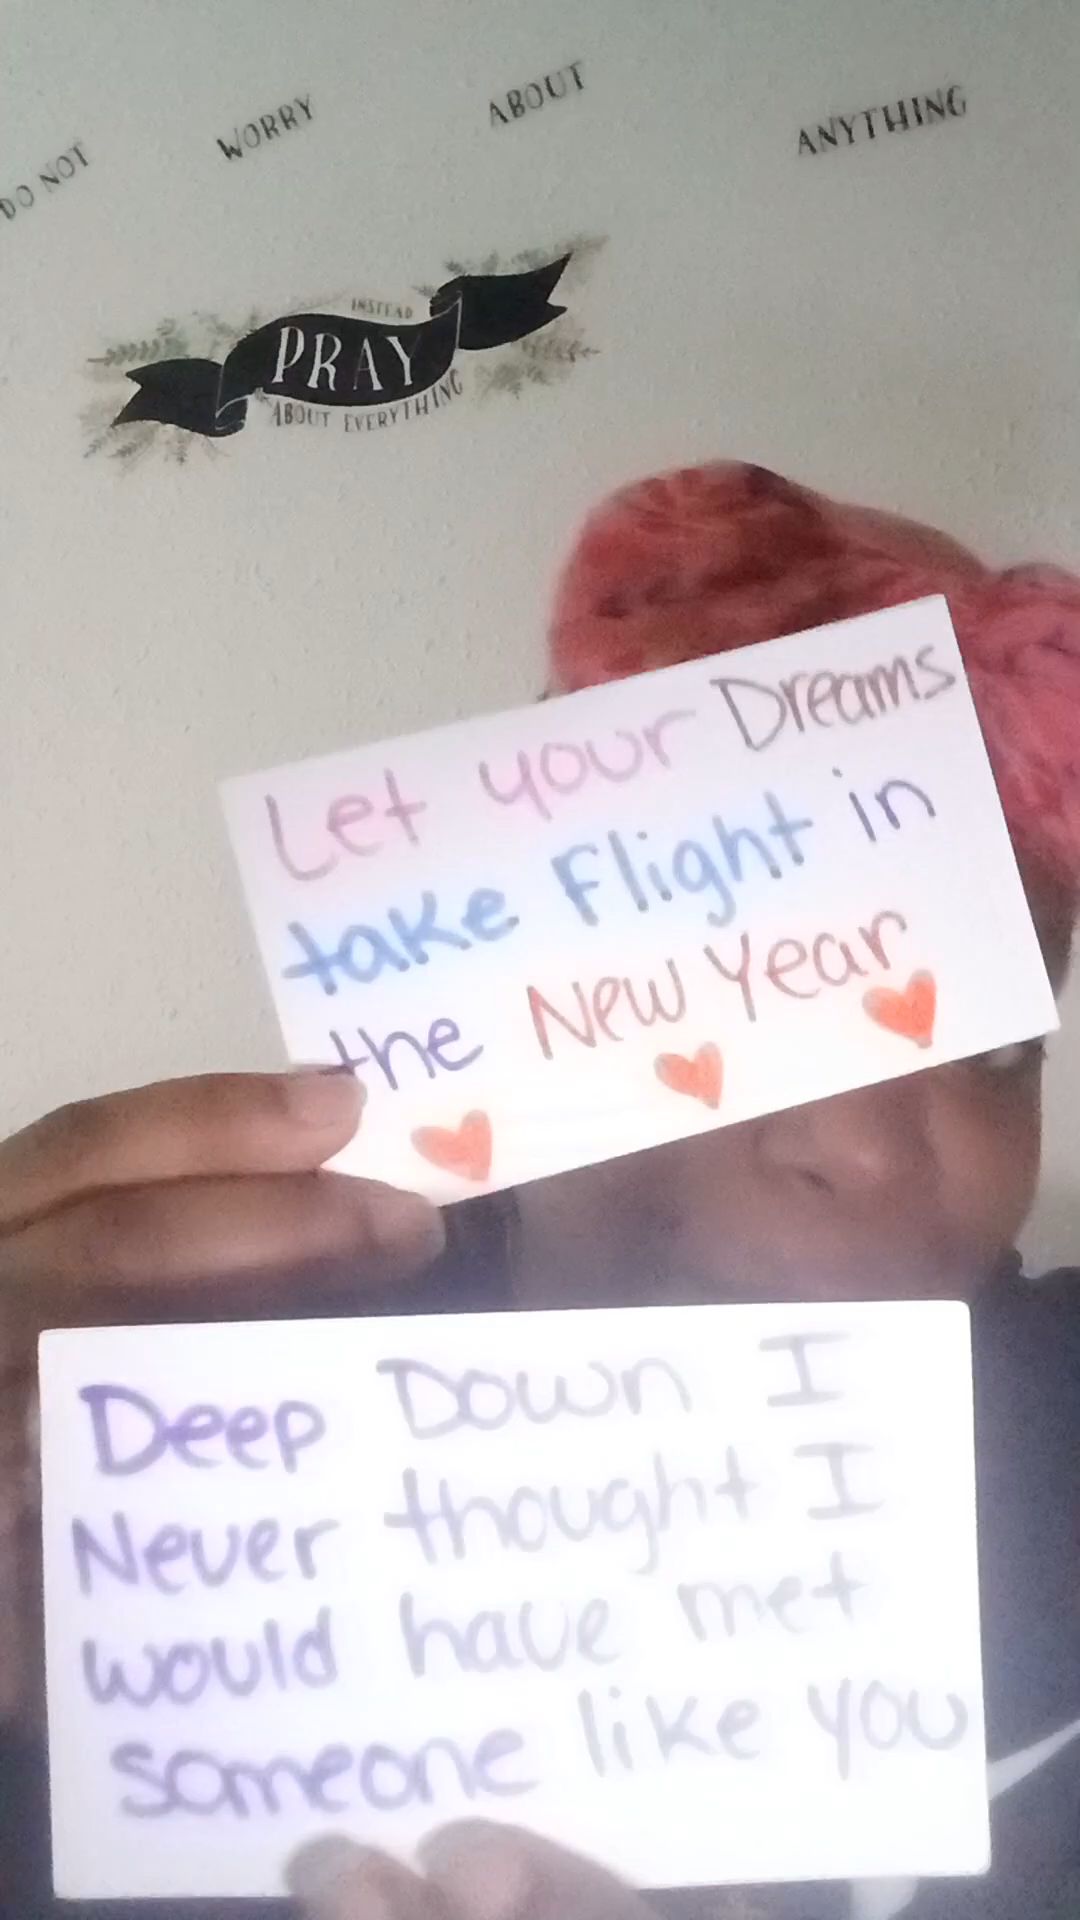 DO NOT WORRY ABOUT ANYTHING
INSTEAD
PRAY
ABOUT EVERYTHING
Let your Dreams
take Flight in
the New Year
Deep Down I
Never thought I
would have met
someone like you